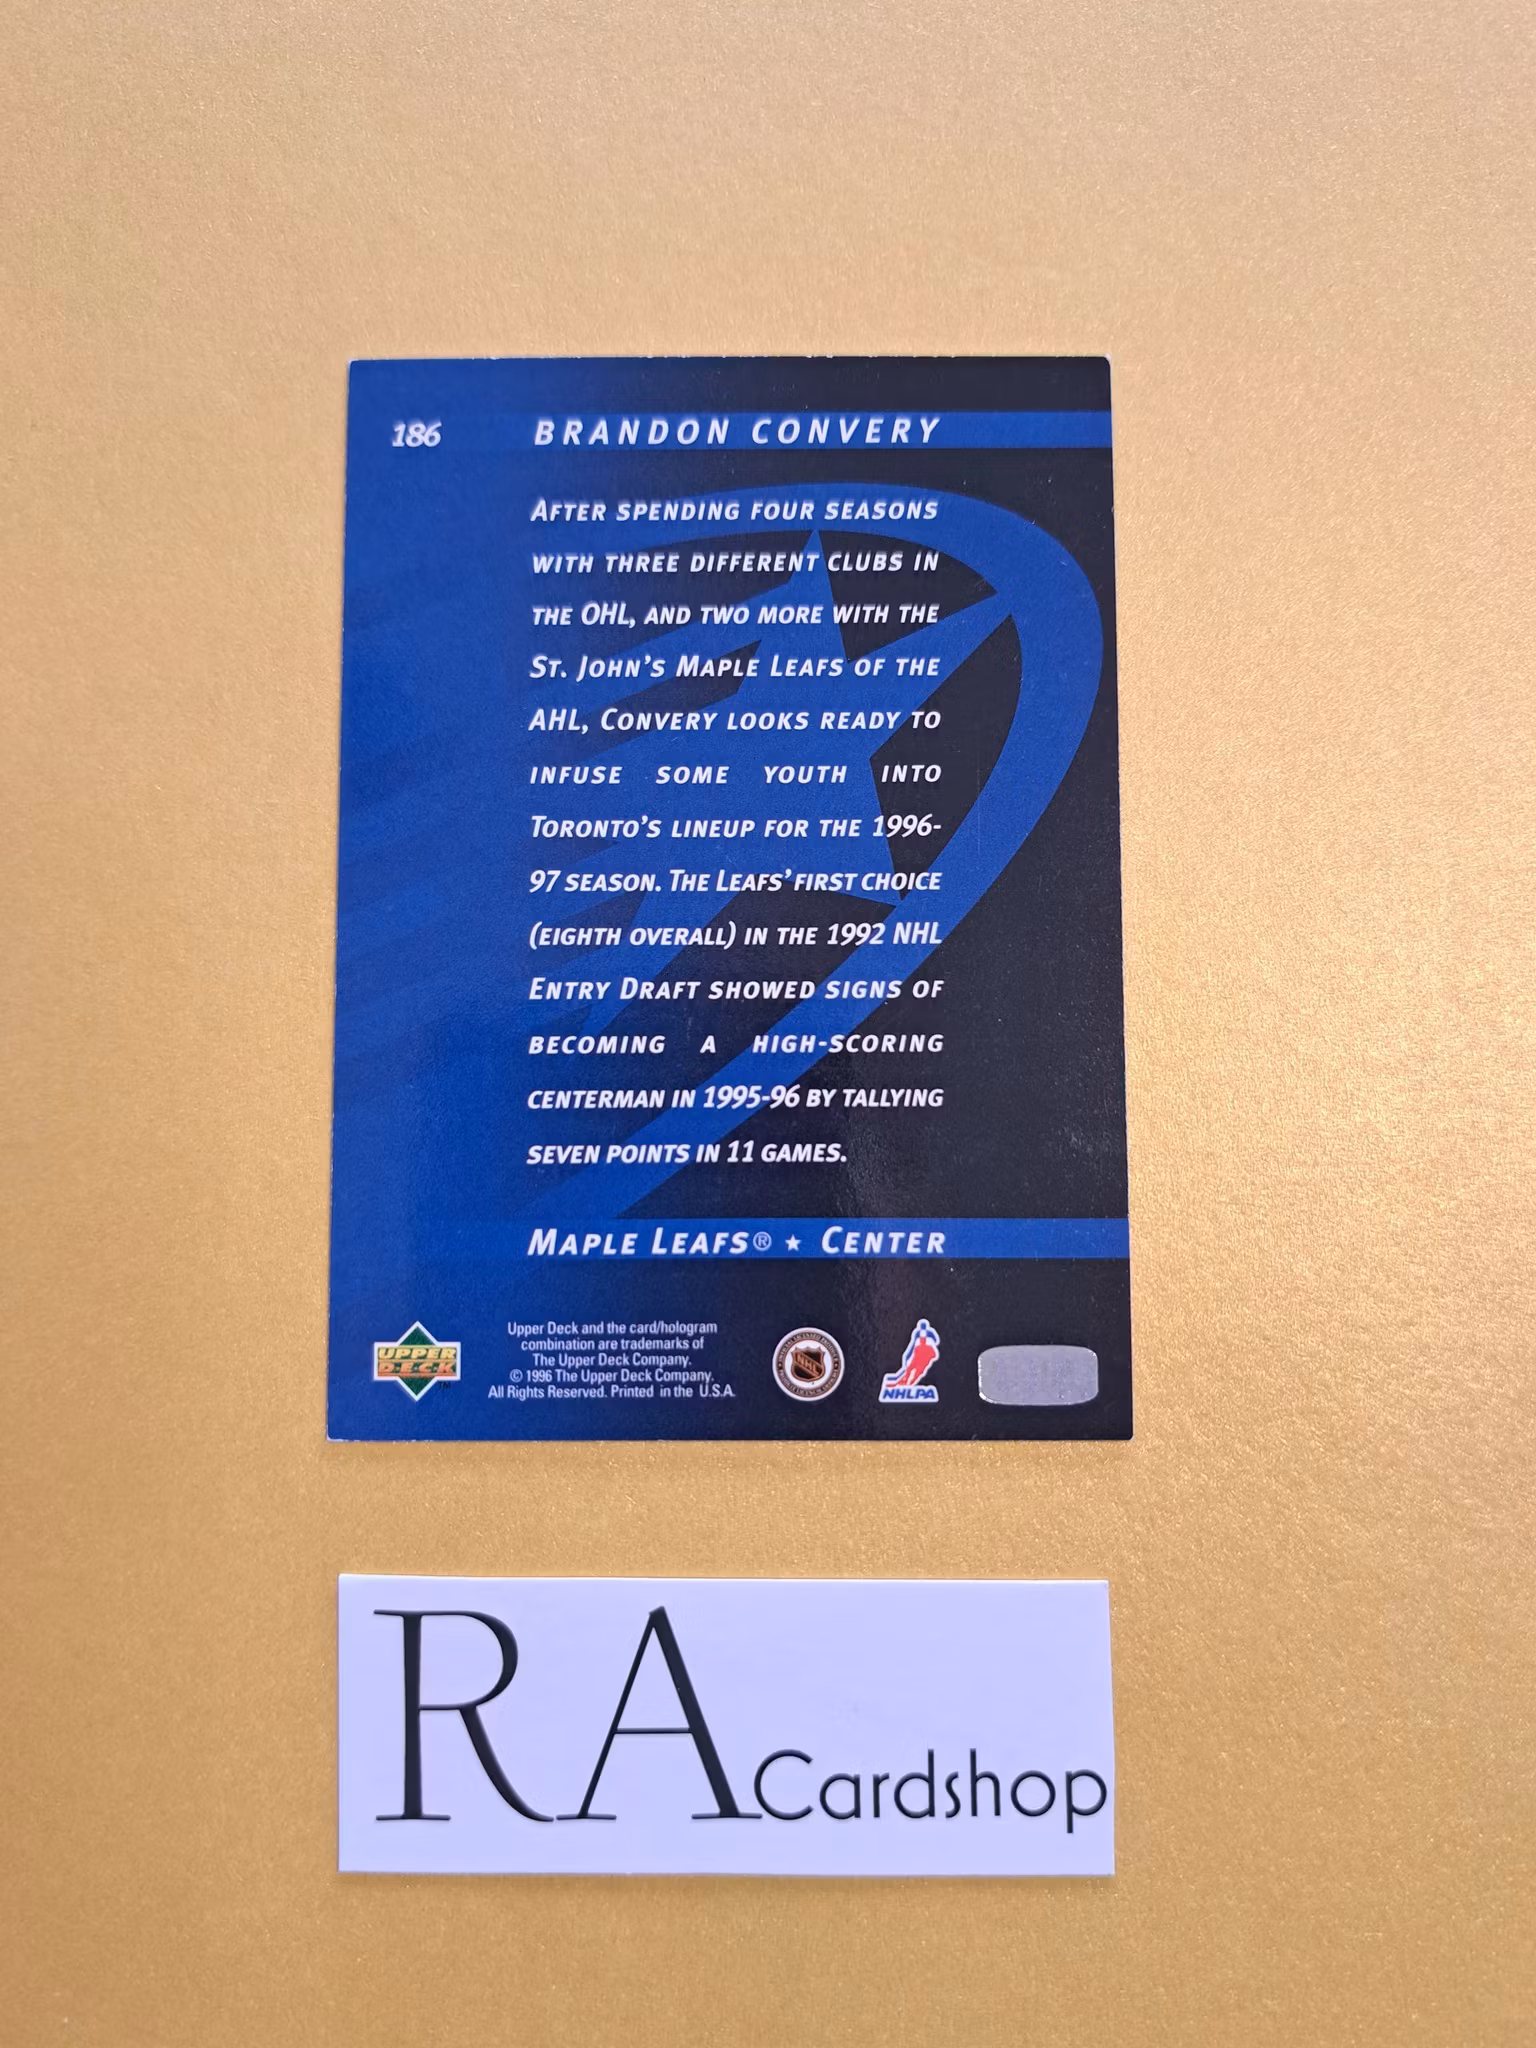 186
BRANDON CONVERY
AFTER SPENDING FOUR SEASONS
WITH THREE DIFFERENT CLUBS IN
THE OHL, AND TWO MORE WITH THE
ST. JOHN'S MAPLE LEAFS OF THE
AHL, CONVERY LOOKS READY TO
INFUSE SOME YOUTH INTO
TORONTO'S LINEUP FOR THE 1996-
97 SEASON. THE LEAFS' FIRST CHOICE
(EIGHTH OVERALL) IN THE 1992 NHL
ENTRY DRAFT SHOWED SIGNS OF
BECOMING A HIGH-SCORING
CENTERMAN IN 1995-96 BY TALLYING
SEVEN POINTS IN 11 GAMES.
MAPLE LEAFS® ★ CENTER
UPPER
DECK
TM
Upper Deck and the card/hologram
combination are trademarks of
The Upper Deck Company.
© 1996 The Upper Deck Company.
All Rights Reserved. Printed in the U.S.A.
NHL
NHLPA
RA Cardshop